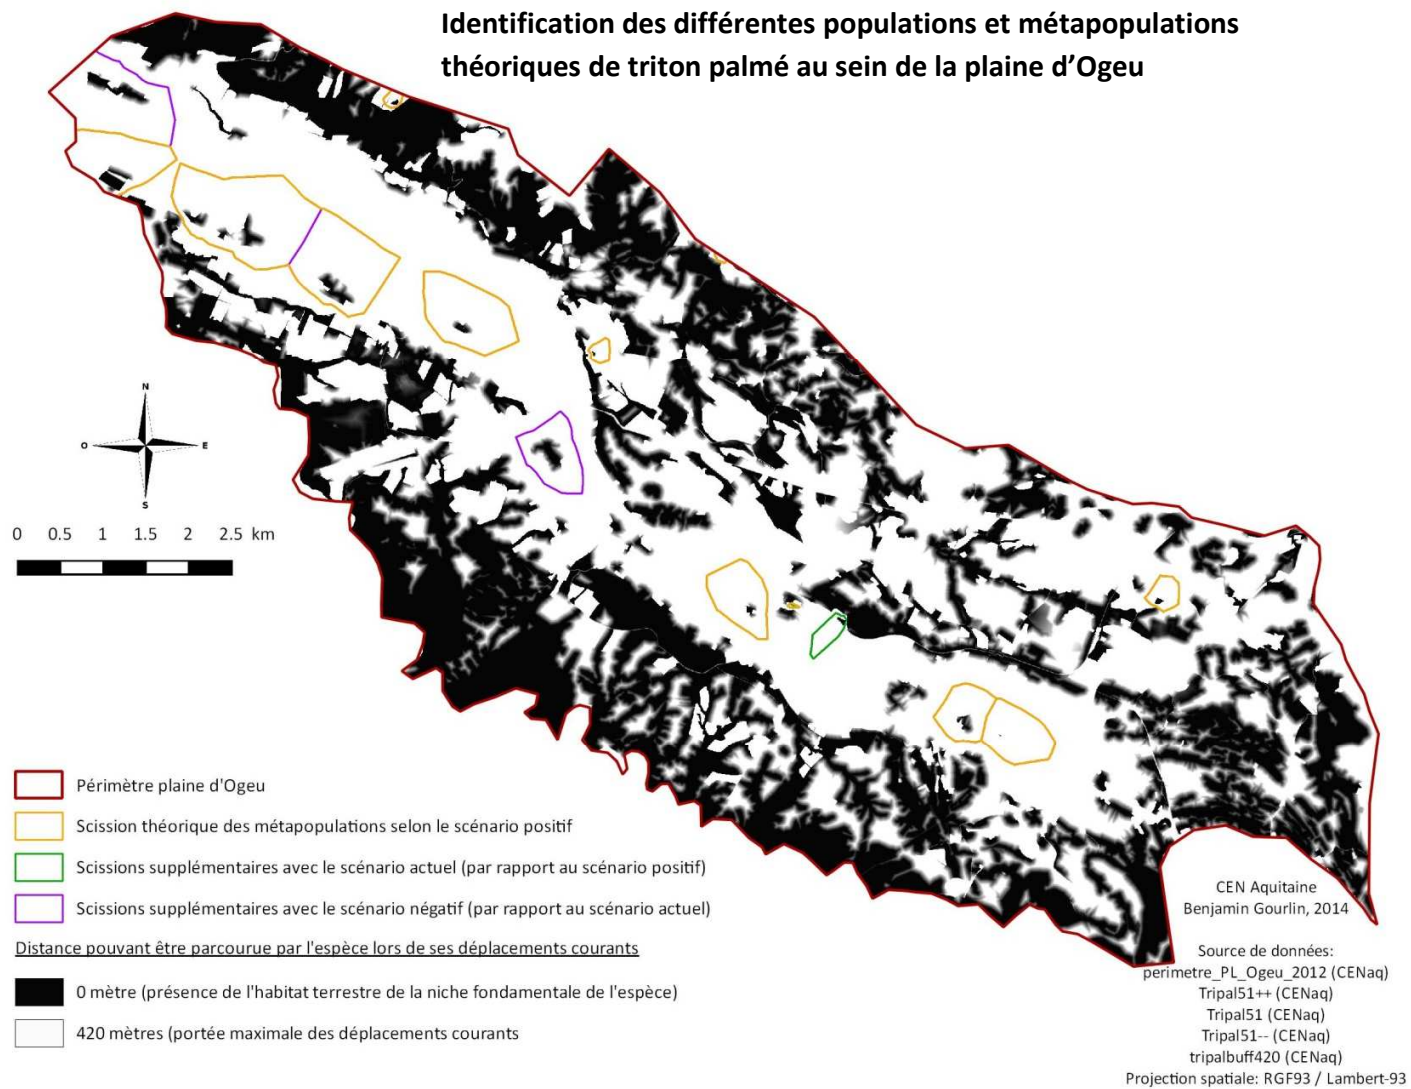 Identification des différentes populations et métapopulations
théoriques de triton palmé au sein de la plaine d'Ogeu
N
O
E
S
0 0.5 1 1.5 2 2.5 km
Périmètre plaine d'Ogeu
Scission théorique des métapopulations selon le scénario positif
Scissions supplémentaires avec le scénario actuel (par rapport au scénario positif)
Scissions supplémentaires avec le scénario négatif (par rapport au scénario actuel)
Distance pouvant être parcourue par l'espèce lors de ses déplacements courants
0 mètre (présence de l'habitat terrestre de la niche fondamentale de l'espèce)
420 mètres (portée maximale des déplacements courants
CEN Aquitaine
Benjamin Gourlin, 2014
Source de données:
perimetre_PL_Ogeu_2012 (CENaq)
Tripal51++ (CENaq)
Tripal51 (CENaq)
Tripal51-- (CENaq)
tripalbuff420 (CENaq)
Projection spatiale: RGF93 / Lambert-93